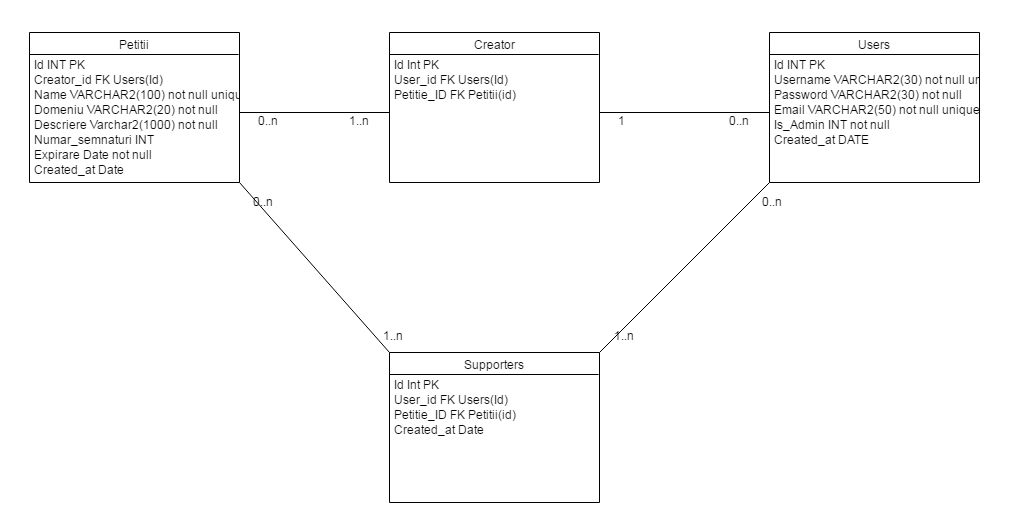 Petitii
Id INT PK
Creator_id FK Users(Id)
Name VARCHAR2(100) not null
Domeniu VARCHAR2(20) not null
Descriere Varchar2(1000) not null
Numar_semnaturi INT
Expirare Date not null
Created_at Date
0..n
1..n
Creator
Id Int PK
User_id FK Users(Id)
Petitie_ID FK Petitii(id)
1
0..n
Users
Id INT PK
Username VARCHAR2(30) not null
Password VARCHAR2(30) not null
Email VARCHAR2(50) not null unique
Is_Admin INT not null
Created_at DATE
0..n
0..n
1..n
1..n
Supporters
Id Int PK
User_id FK Users(Id)
Petitie_ID FK Petitii(id)
Created_at Date